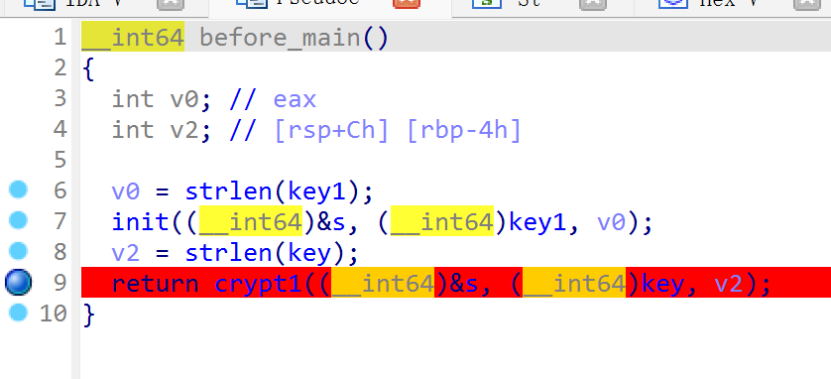 IDA V
Pseudoc
St
Hex V
1 __int64 before_main()
2 {
3 int v0; // eax
4 int v2; // [rsp+Ch] [rbp-4h]
5
6 v0 = strlen(key1);
7 init((__int64)&s, (__int64)key1, v0);
8 v2 = strlen(key);
9 return crypt1((__int64)&s, (__int64)key, v2);
10 }